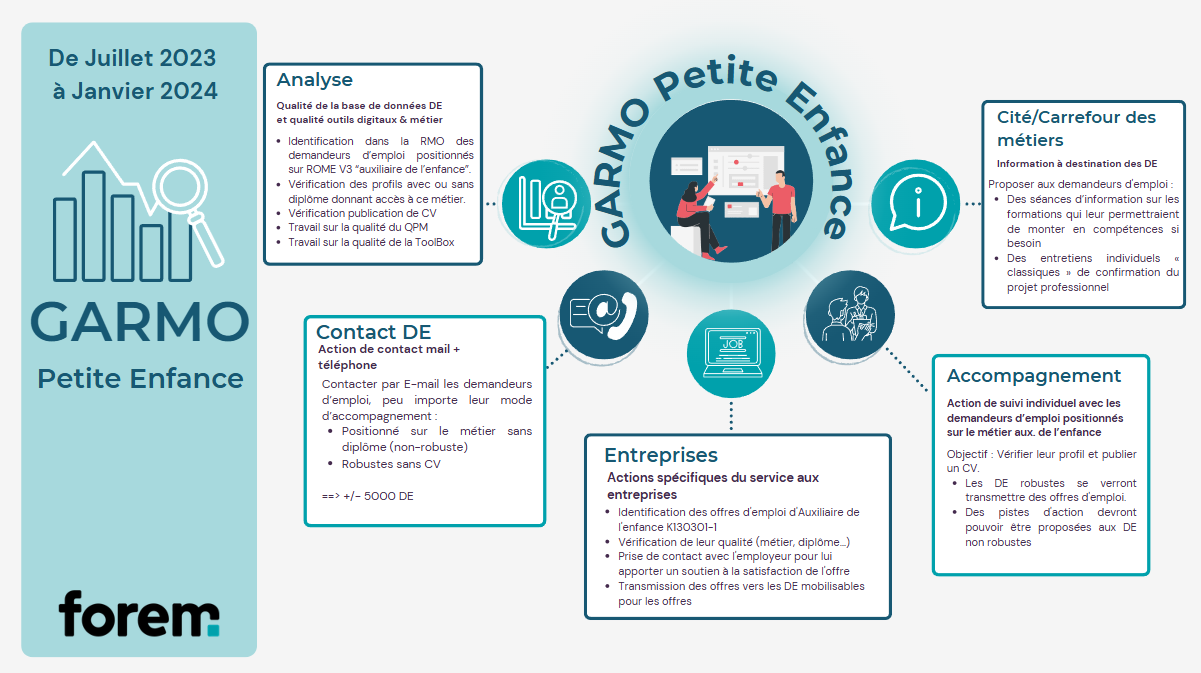 De Juillet 2023
à Janvier 2024
GARMO
Petite Enfance
forem
Analyse
Qualité de la base de données DE
et qualité outils digitaux & métier
• Identification dans la RMO des
demandeurs d'emploi positionnés
sur ROME V3 "auxiliaire de l'enfance".
• Vérification des profils avec ou sans
diplôme donnant accès à ce métier.
• Vérification publication de CV
• Travail sur la qualité du QPM
• Travail sur la qualité de la ToolBox
GARMO Petite Enfance
Cité/Carrefour des
métiers
Information à destination des DE
Proposer aux demandeurs d'emploi :
• Des séances d'information sur les
formations qui leur permettraient
de monter en compétences si
besoin
• Des entretiens individuels «
classiques » de confirmation du
projet professionnel
Contact DE
Action de contact mail +
téléphone
Contacter par E-mail les demandeurs
d'emploi, peu importe leur mode
d'accompagnement :
• Positionné sur le métier sans
diplôme (non-robuste)
• Robustes sans CV
==> +/- 5000 DE
JOB
Entreprises
Actions spécifiques du service aux
entreprises
• Identification des offres d'emploi d'Auxiliaire de
l'enfance K130301-1
• Vérification de leur qualité (métier, diplôme...)
• Prise de contact avec l'employeur pour lui
apporter un soutien à la satisfaction de l'offre
• Transmission des offres vers les DE mobilisables
pour les offres
Accompagnement
Action de suivi individuel avec les
demandeurs d'emploi positionnés
sur le métier aux. de l'enfance
Objectif : Vérifier leur profil et publier
un CV.
• Les DE robustes se verront
transmettre des offres d'emploi.
• Des pistes d'action devront
pouvoir être proposées aux DE
non robustes